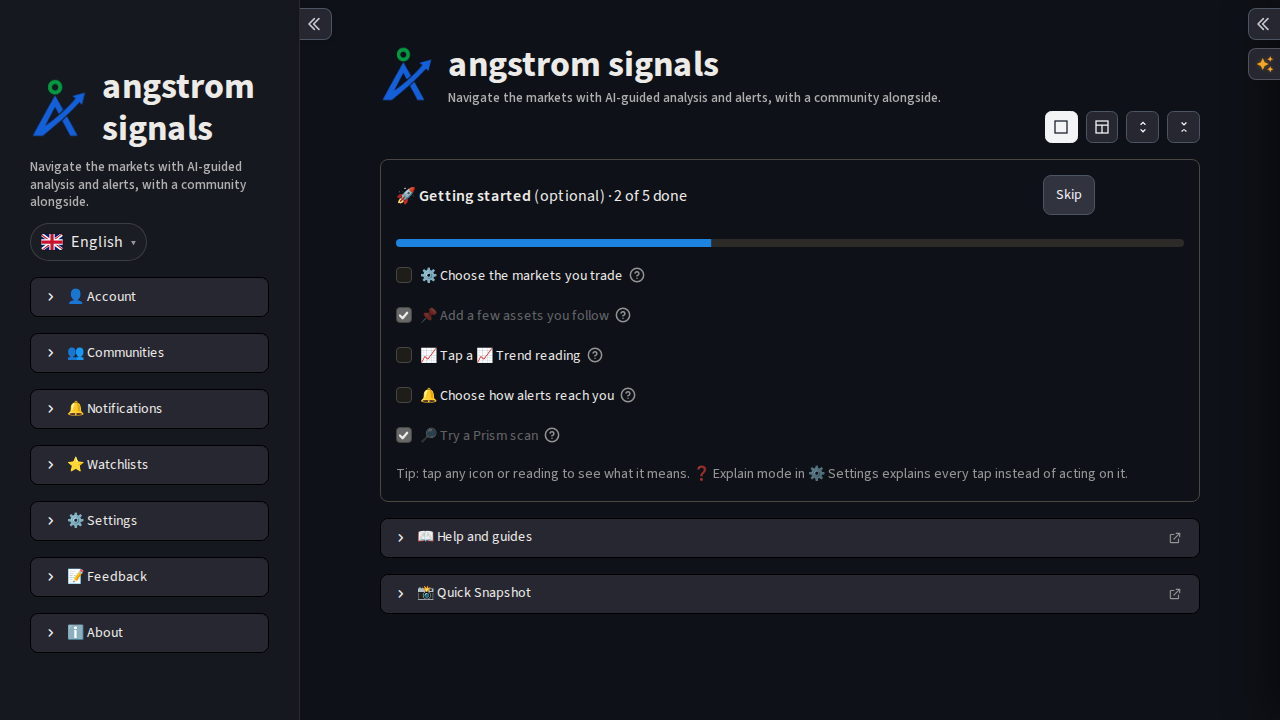 angstrom
signals
Navigate the markets with AI-guided
analysis and alerts, with a community
alongside.
English
Account
Communities
Notifications
Watchlists
Settings
Feedback
About
angstrom signals
Navigate the markets with AI-guided analysis and alerts, with a community alongside.
Getting started (optional) · 2 of 5 done
Skip
Choose the markets you trade
Add a few assets you follow
Tap a 📈 Trend reading
Choose how alerts reach you
Try a Prism scan
Tip: tap any icon or reading to see what it means. ❓ Explain mode in ⚙️ Settings explains every tap instead of acting on it.
Help and guides
Quick Snapshot